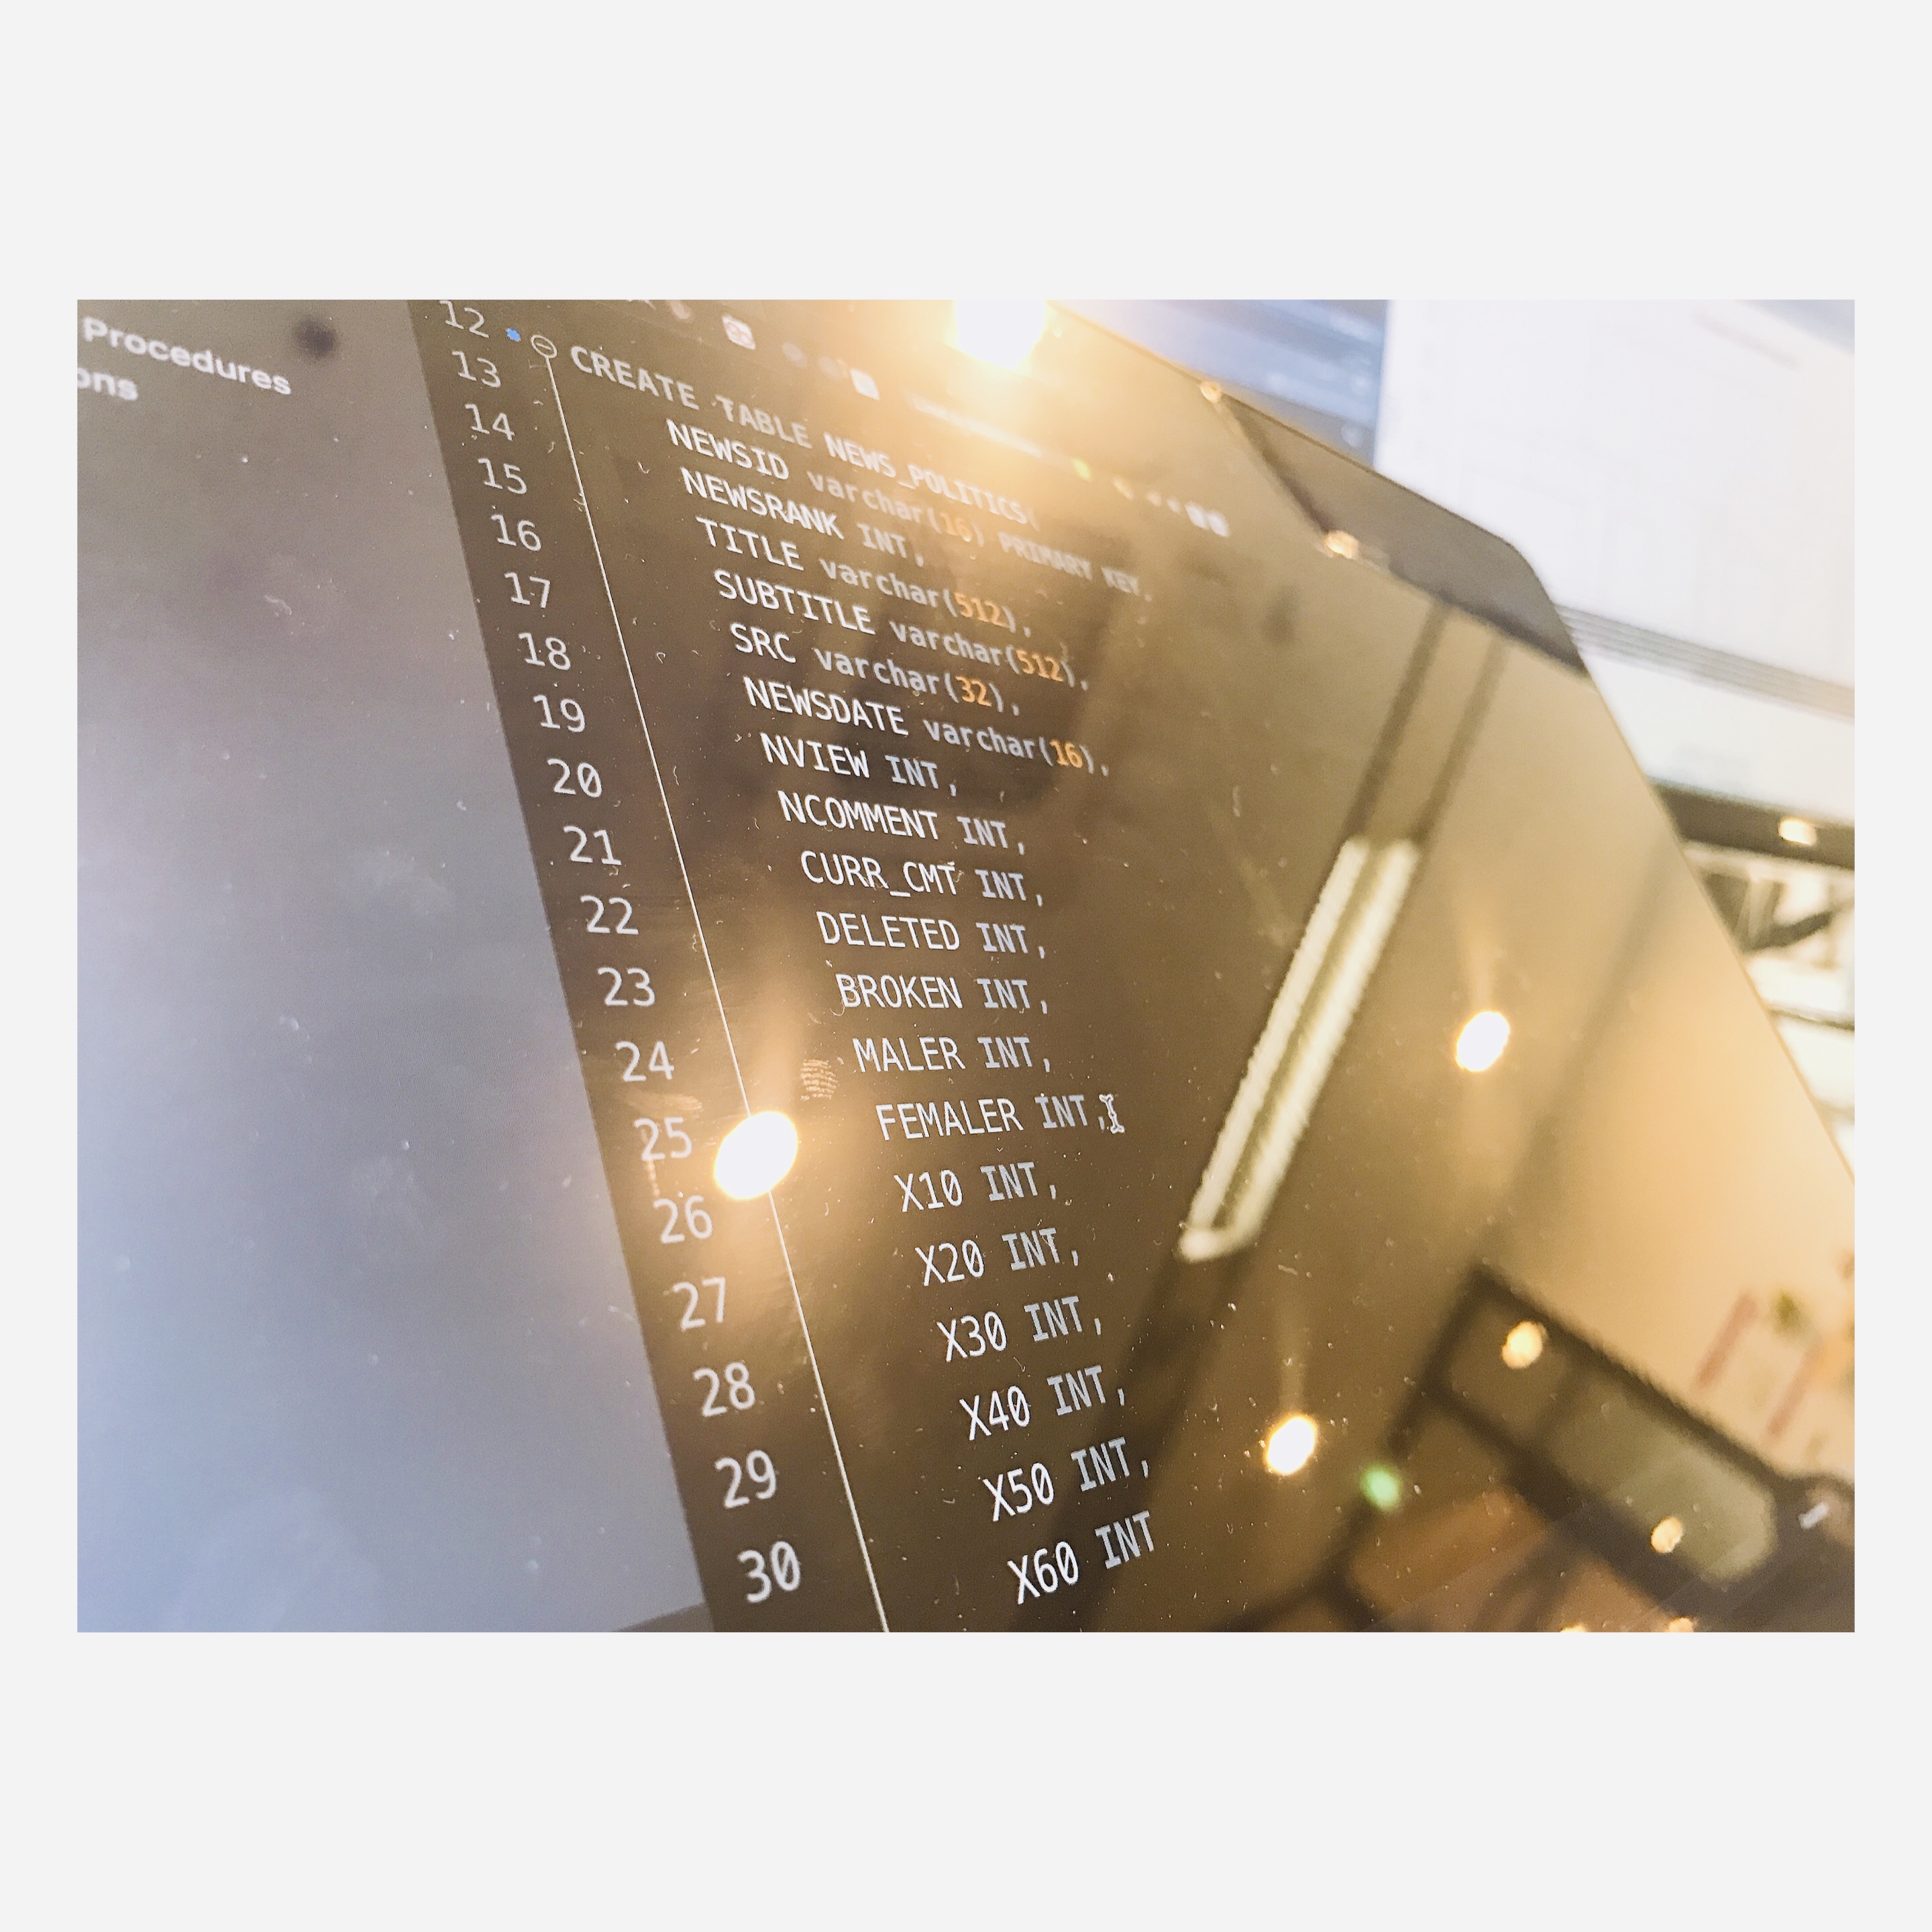 Procedures
ons
12
13 CREATE TABLE NEWS_POLITICS(
14 NEWSID varchar(16) PRIMARY KEY,
15 NEWSRANK INT,
16 TITLE varchar(512),
17 SUBTITLE varchar(512),
18 SRC varchar(32),
19 NEWSDATE varchar(16),
20 NVIEW INT,
21 NCOMMENT INT,
22 CURR_CMT INT,
23 DELETED INT,
24 BROKEN INT,
25 MALER INT,
26 FEMALER INT,
27 X10 INT,
28 X20 INT,
29 X30 INT,
30 X40 INT,
X50 INT,
X60 INT